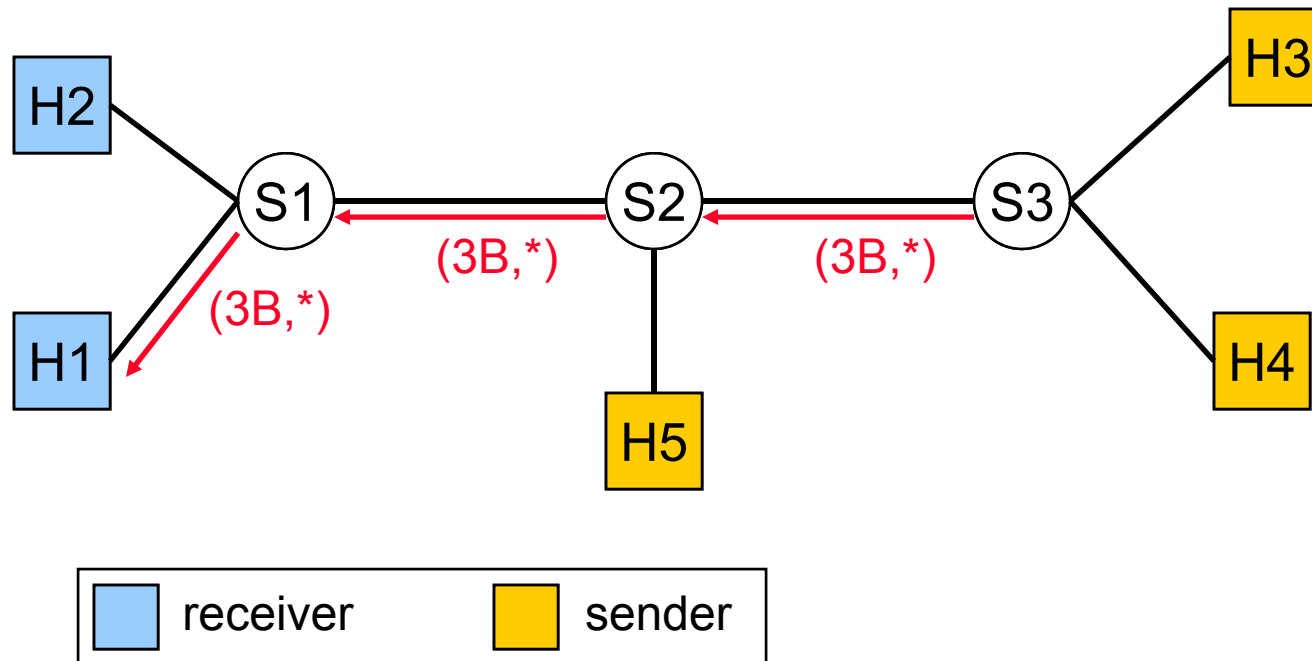 H3
H2
S1
S2
S3
(3B,*)
(3B,*)
(3B,*)
H1
H4
H5
receiver
sender